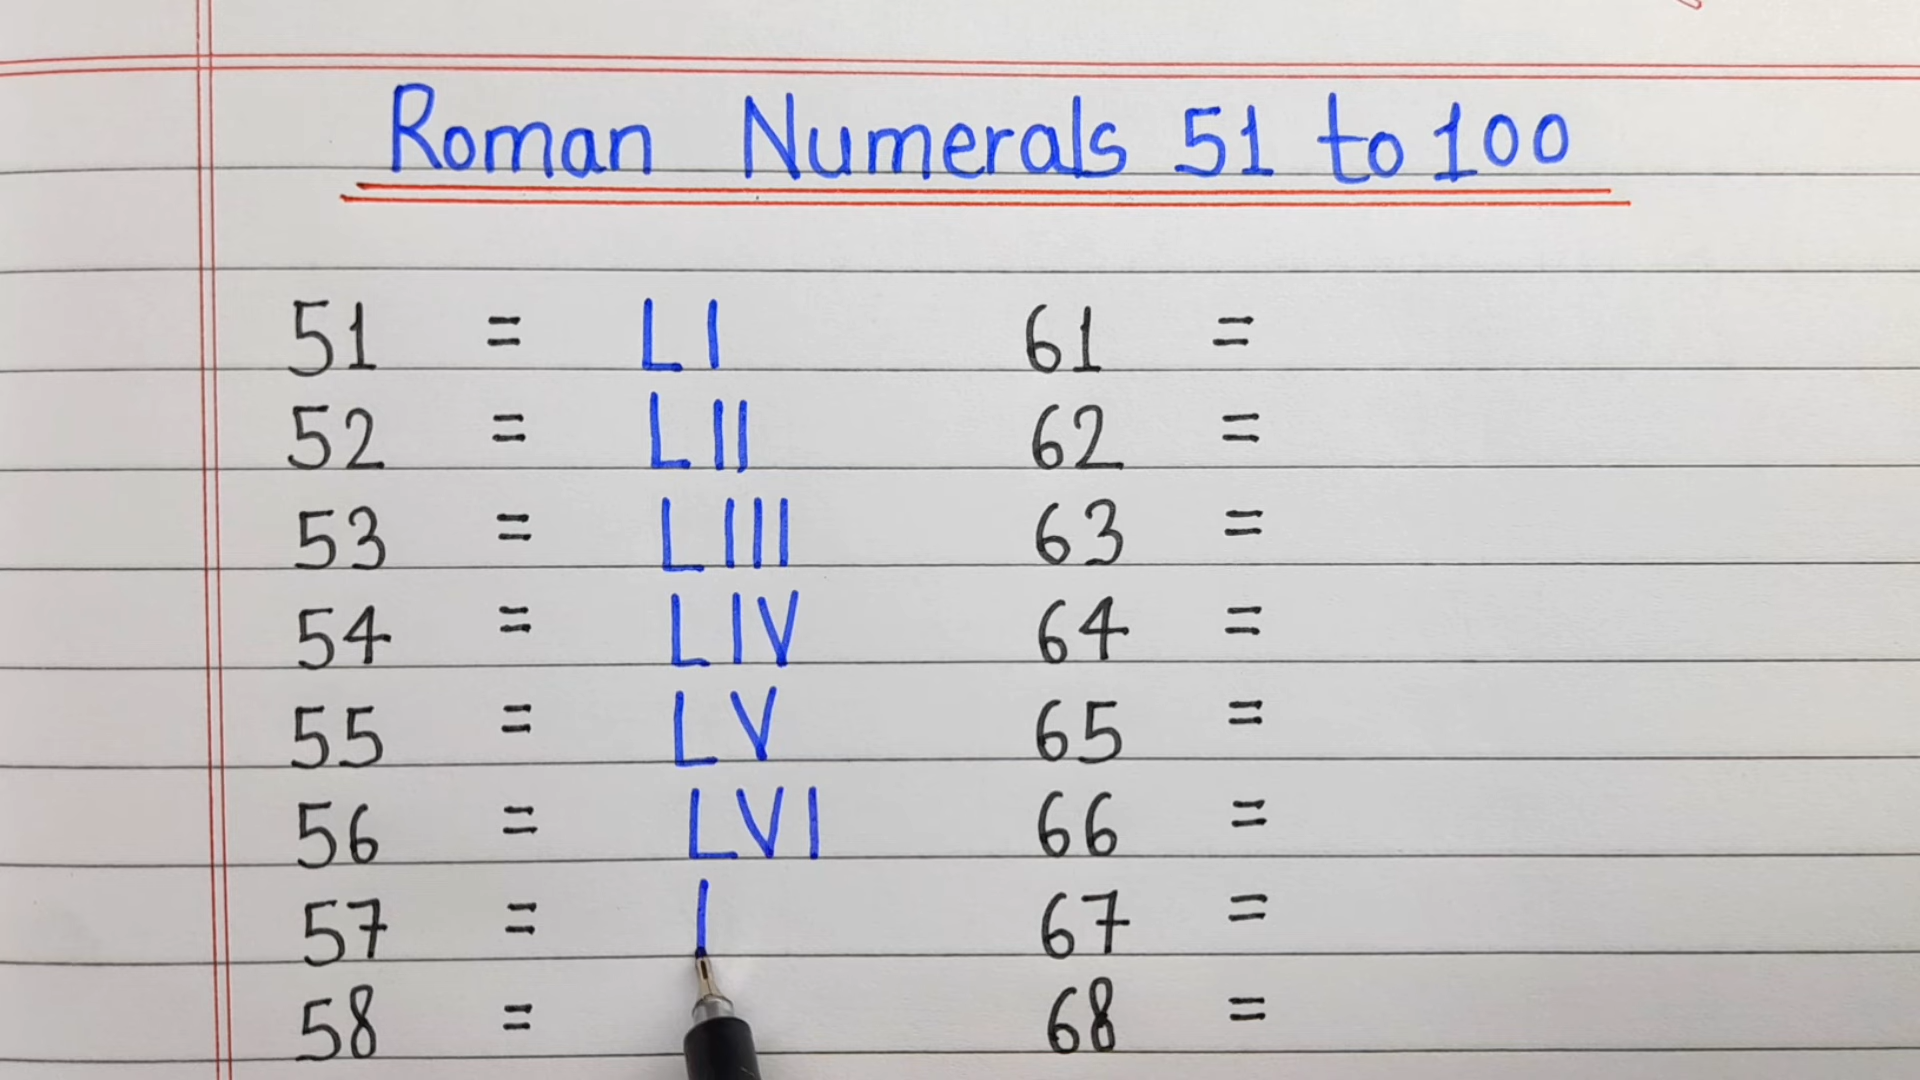 Roman Numerals 51 to 100
51 = LI 61 =
52 = LII 62 =
53 = LIII 63 =
54 = LIV 64 =
55 = LV 65 =
56 = LVI 66 =
57 = I 67 =
58 = 68 =